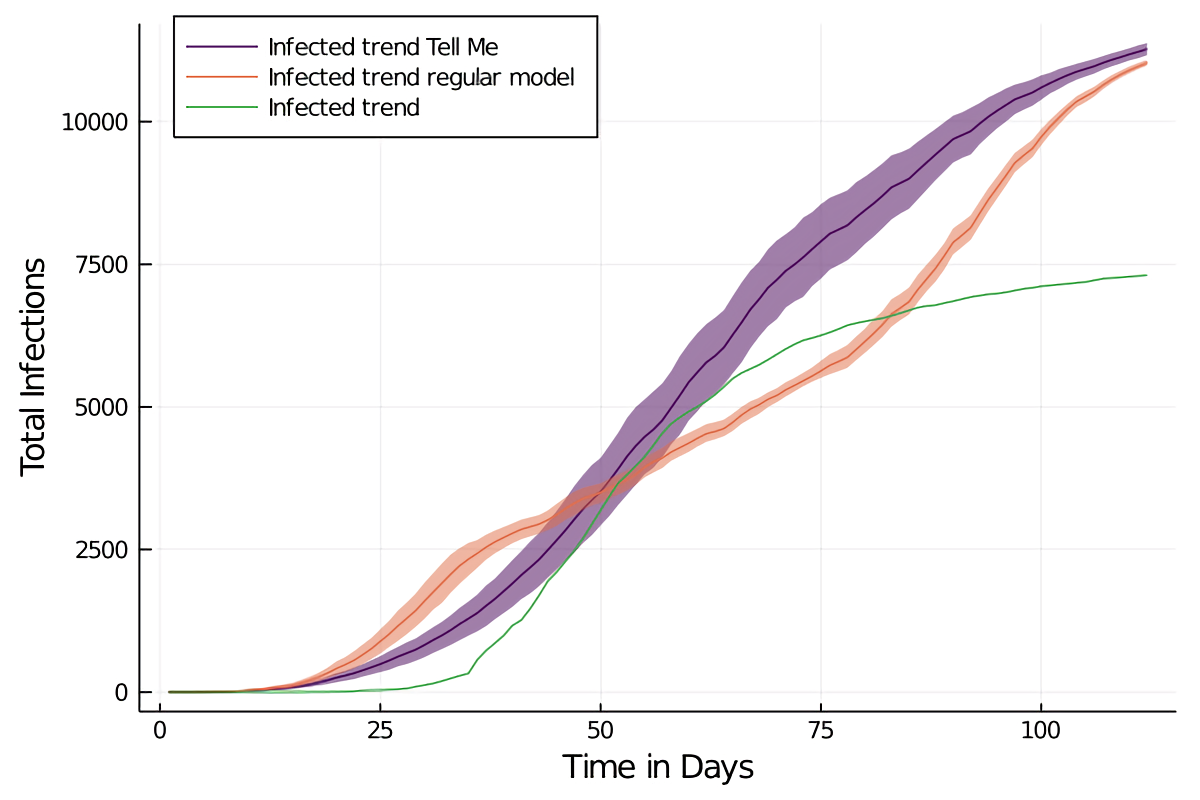 Infected trend Tell Me
Infected trend regular model
Infected trend
10000
7500
5000
2500
0
Total Infections
0 25 50 75 100
Time in Days